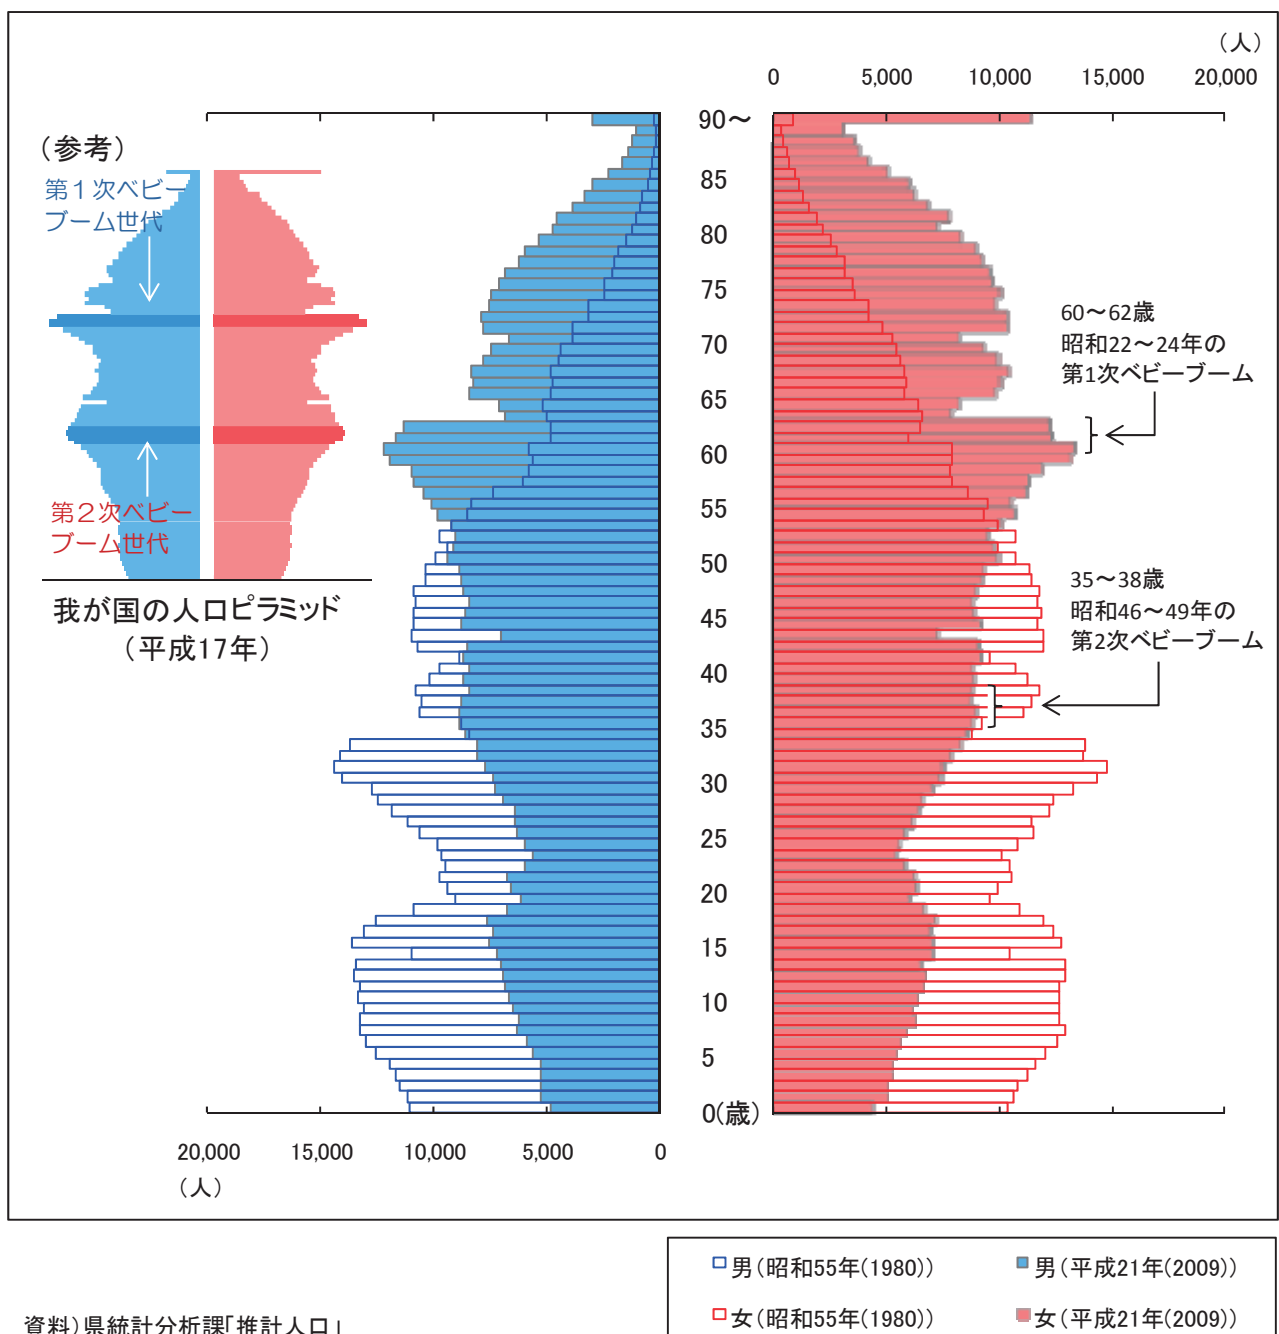 （人）
0 5,000 10,000 15,000 20,000
90～
85
80
75
70
65
60
55
50
45
40
35
30
25
20
15
10
5
0(歳)
（参考）
第１次ベビー
ブーム世代
第２次ベビー
ブーム世代
我が国の人口ピラミッド
（平成17年）
60～62歳
昭和22～24年の
第1次ベビーブーム
35～38歳
昭和46～49年の
第2次ベビーブーム
20,000 15,000 10,000 5,000 0
（人）
男（昭和55年(1980)） 男（平成21年(2009)）
女（昭和55年(1980)） 女（平成21年(2009)）
資料）県統計分析課「推計人口」